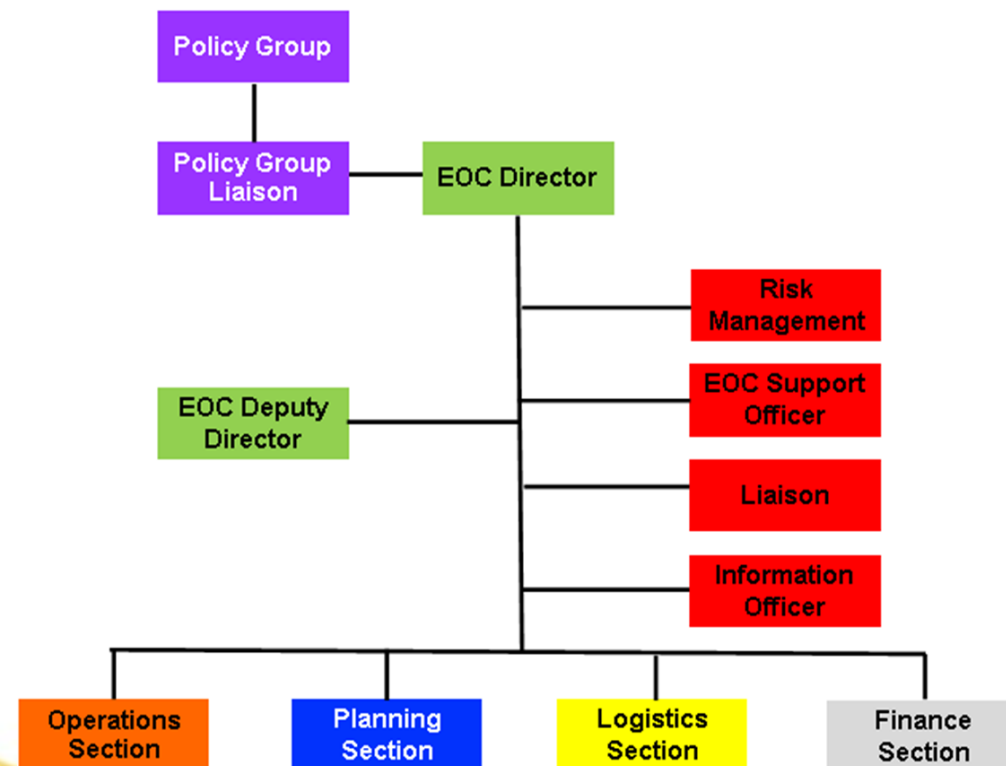 Policy Group
Policy Group
Liaison
EOC Director
Risk
Management
EOC Support
Officer
EOC Deputy
Director
Liaison
Information
Officer
Operations
Section
Planning
Section
Logistics
Section
Finance
Section